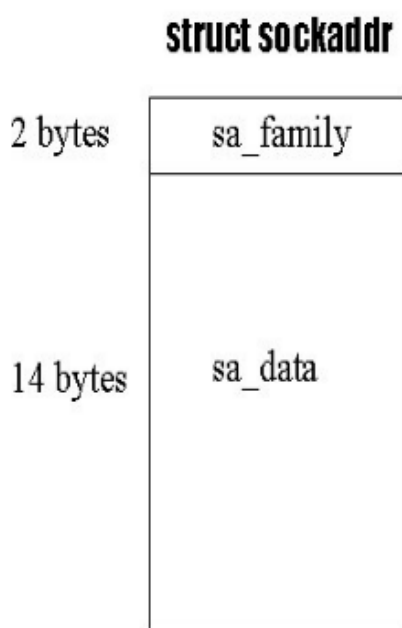 struct sockaddr
2 bytes sa_family
14 bytes sa_data